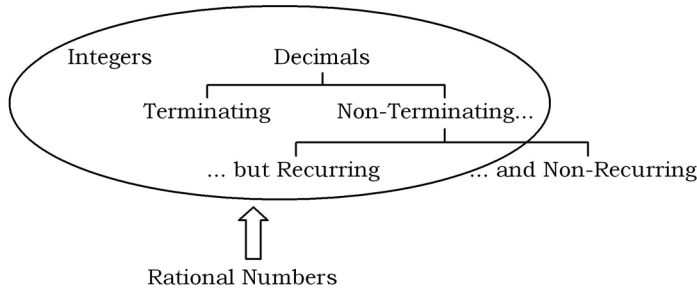 Integers Decimals
Terminating Non-Terminating...
... but Recurring ... and Non-Recurring
Rational Numbers